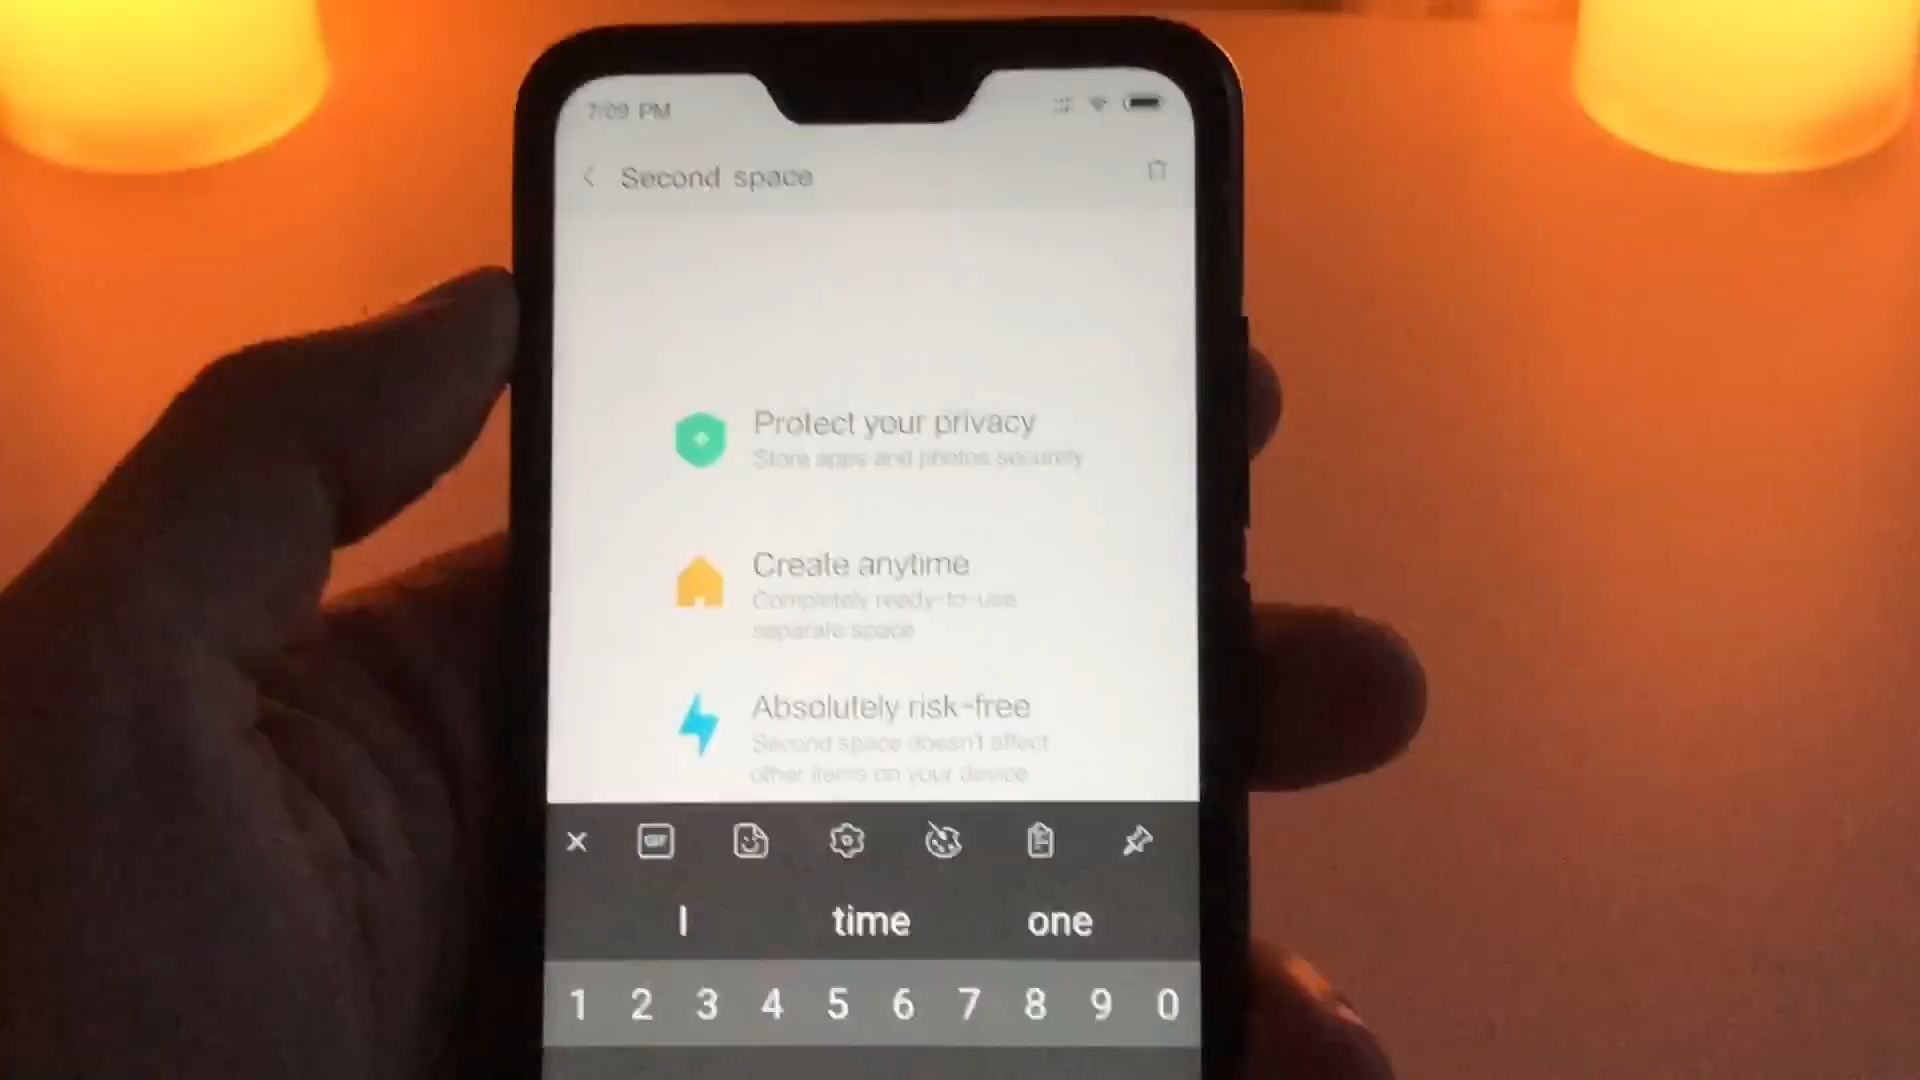 7:09 PM
Second space
Protect your privacy
Store apps and photos securely
Create anytime
Completely ready-to-use
separate space
Absolutely risk-free
Second space doesn't affect
other items on your device
GIF
I time one
1 2 3 4 5 6 7 8 9 0